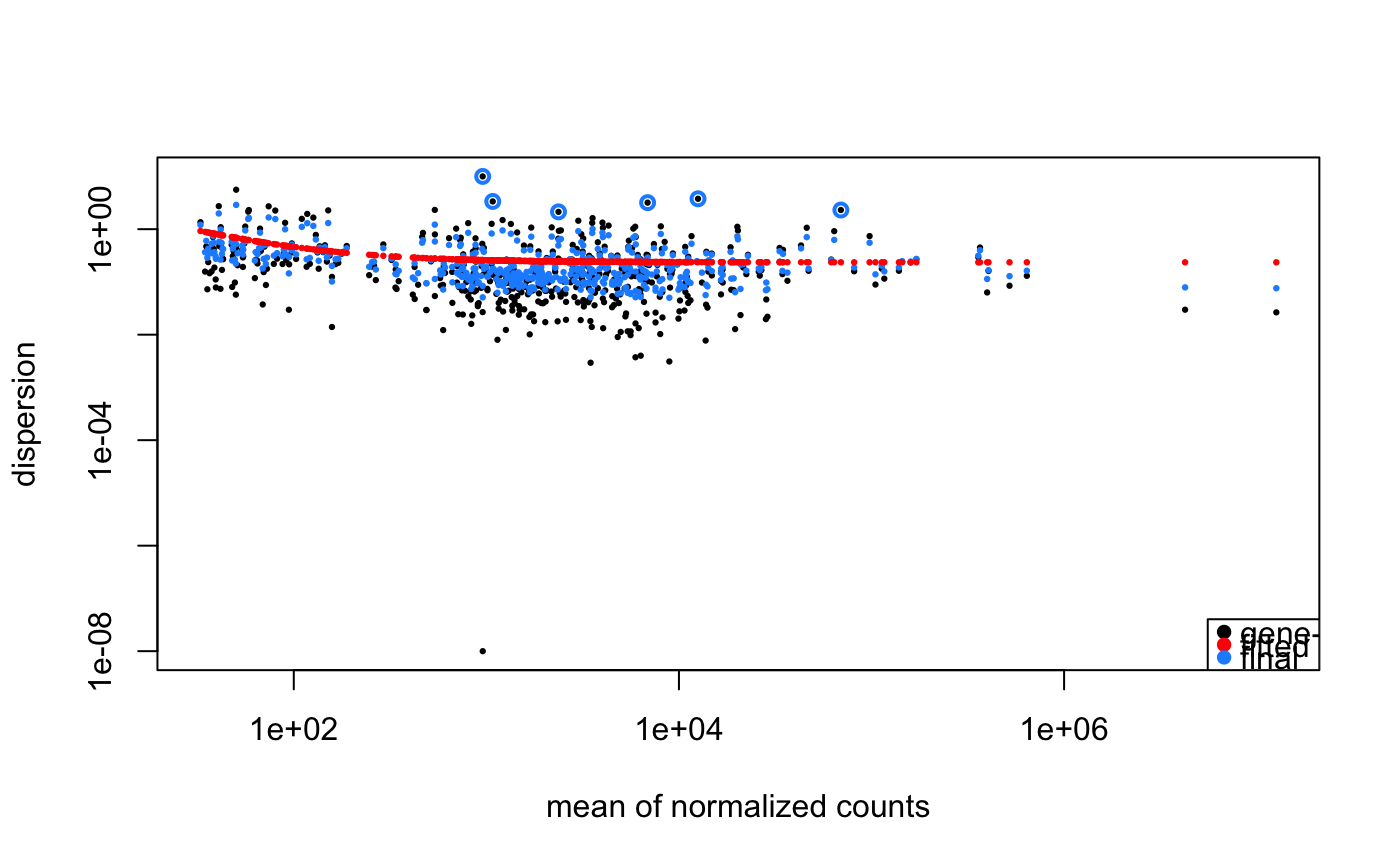 dispersion
1e+00
1e-04
1e-08
1e+02
1e+04
1e+06
mean of normalized counts
gene-
fitted
final